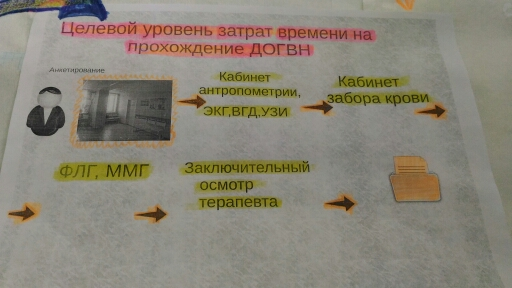 Целевой уровень затрат времени на
прохождение ДОГВН
Анкетирование
Кабинет
антропометрии,
ЭКГ,ВГД,УЗИ
Кабинет
забора крови
ФЛГ, ММГ
Заключительный
осмотр
терапевта